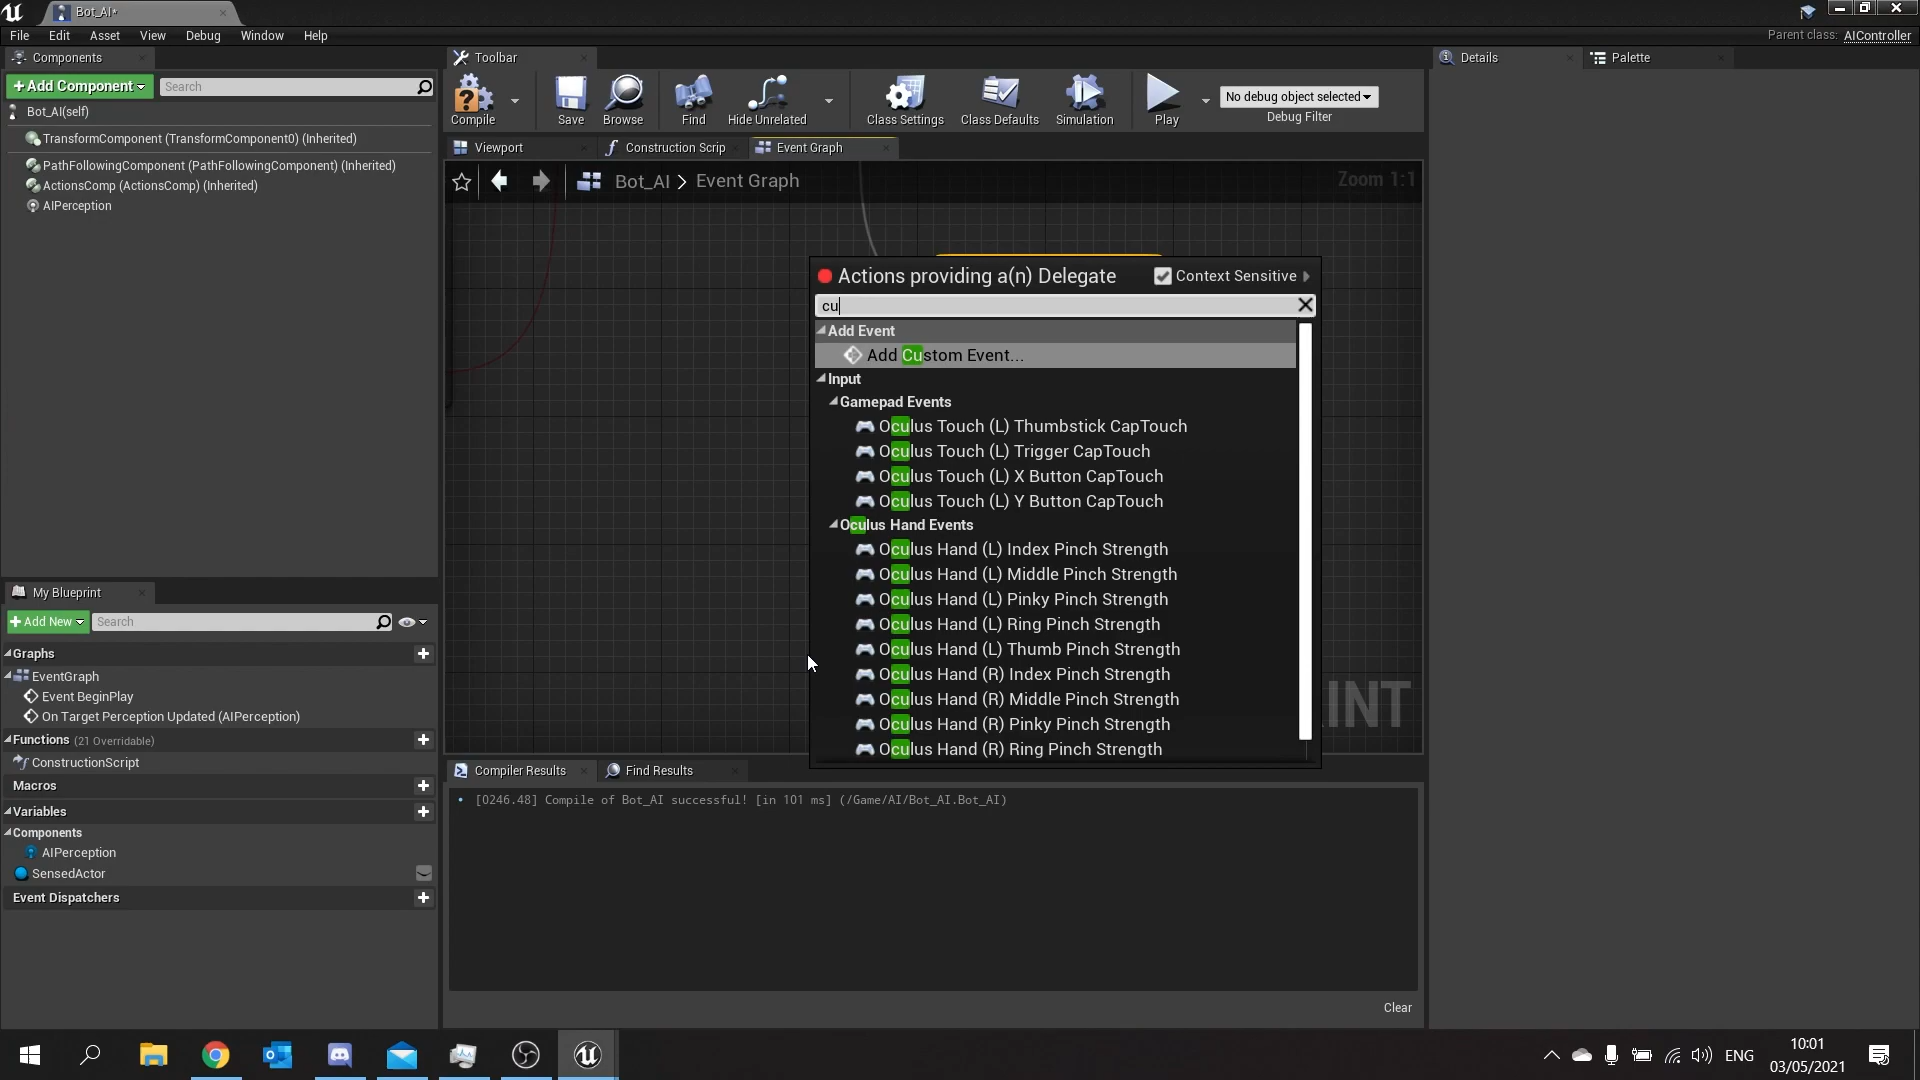 Bot_AI*
File Edit Asset View Debug Window Help
Parent class: AIController
Components
Toolbar
Details
Palette
+Add Component
Search
Bot_AI(self)
TransformComponent (TransformComponent0) (Inherited)
PathFollowingComponent (PathFollowingComponent) (Inherited)
ActionsComp (ActionsComp) (Inherited)
AIPerception
Compile
Save
Browse
Find
Hide Unrelated
Class Settings
Class Defaults
Simulation
Play
No debug object selected
Debug Filter
Viewport
Construction Scrip
Event Graph
Bot_AI > Event Graph
Zoom 1:1
Actions providing a(n) Delegate
Context Sensitive
cu
Add Event
Add Custom Event...
Input
Gamepad Events
Oculus Touch (L) Thumbstick CapTouch
Oculus Touch (L) Trigger CapTouch
Oculus Touch (L) X Button CapTouch
Oculus Touch (L) Y Button CapTouch
Oculus Hand Events
Oculus Hand (L) Index Pinch Strength
Oculus Hand (L) Middle Pinch Strength
Oculus Hand (L) Pinky Pinch Strength
Oculus Hand (L) Ring Pinch Strength
Oculus Hand (L) Thumb Pinch Strength
Oculus Hand (R) Index Pinch Strength
Oculus Hand (R) Middle Pinch Strength
Oculus Hand (R) Pinky Pinch Strength
Oculus Hand (R) Ring Pinch Strength
INT
My Blueprint
+Add New
Search
Graphs
EventGraph
Event BeginPlay
On Target Perception Updated (AIPerception)
Functions (21 Overridable)
ConstructionScript
Macros
Variables
Components
AIPerception
SensedActor
Event Dispatchers
Compiler Results
Find Results
[0246.48] Compile of Bot_AI successful! [in 101 ms] (/Game/AI/Bot_AI.Bot_AI)
Clear
ENG
10:01
03/05/2021